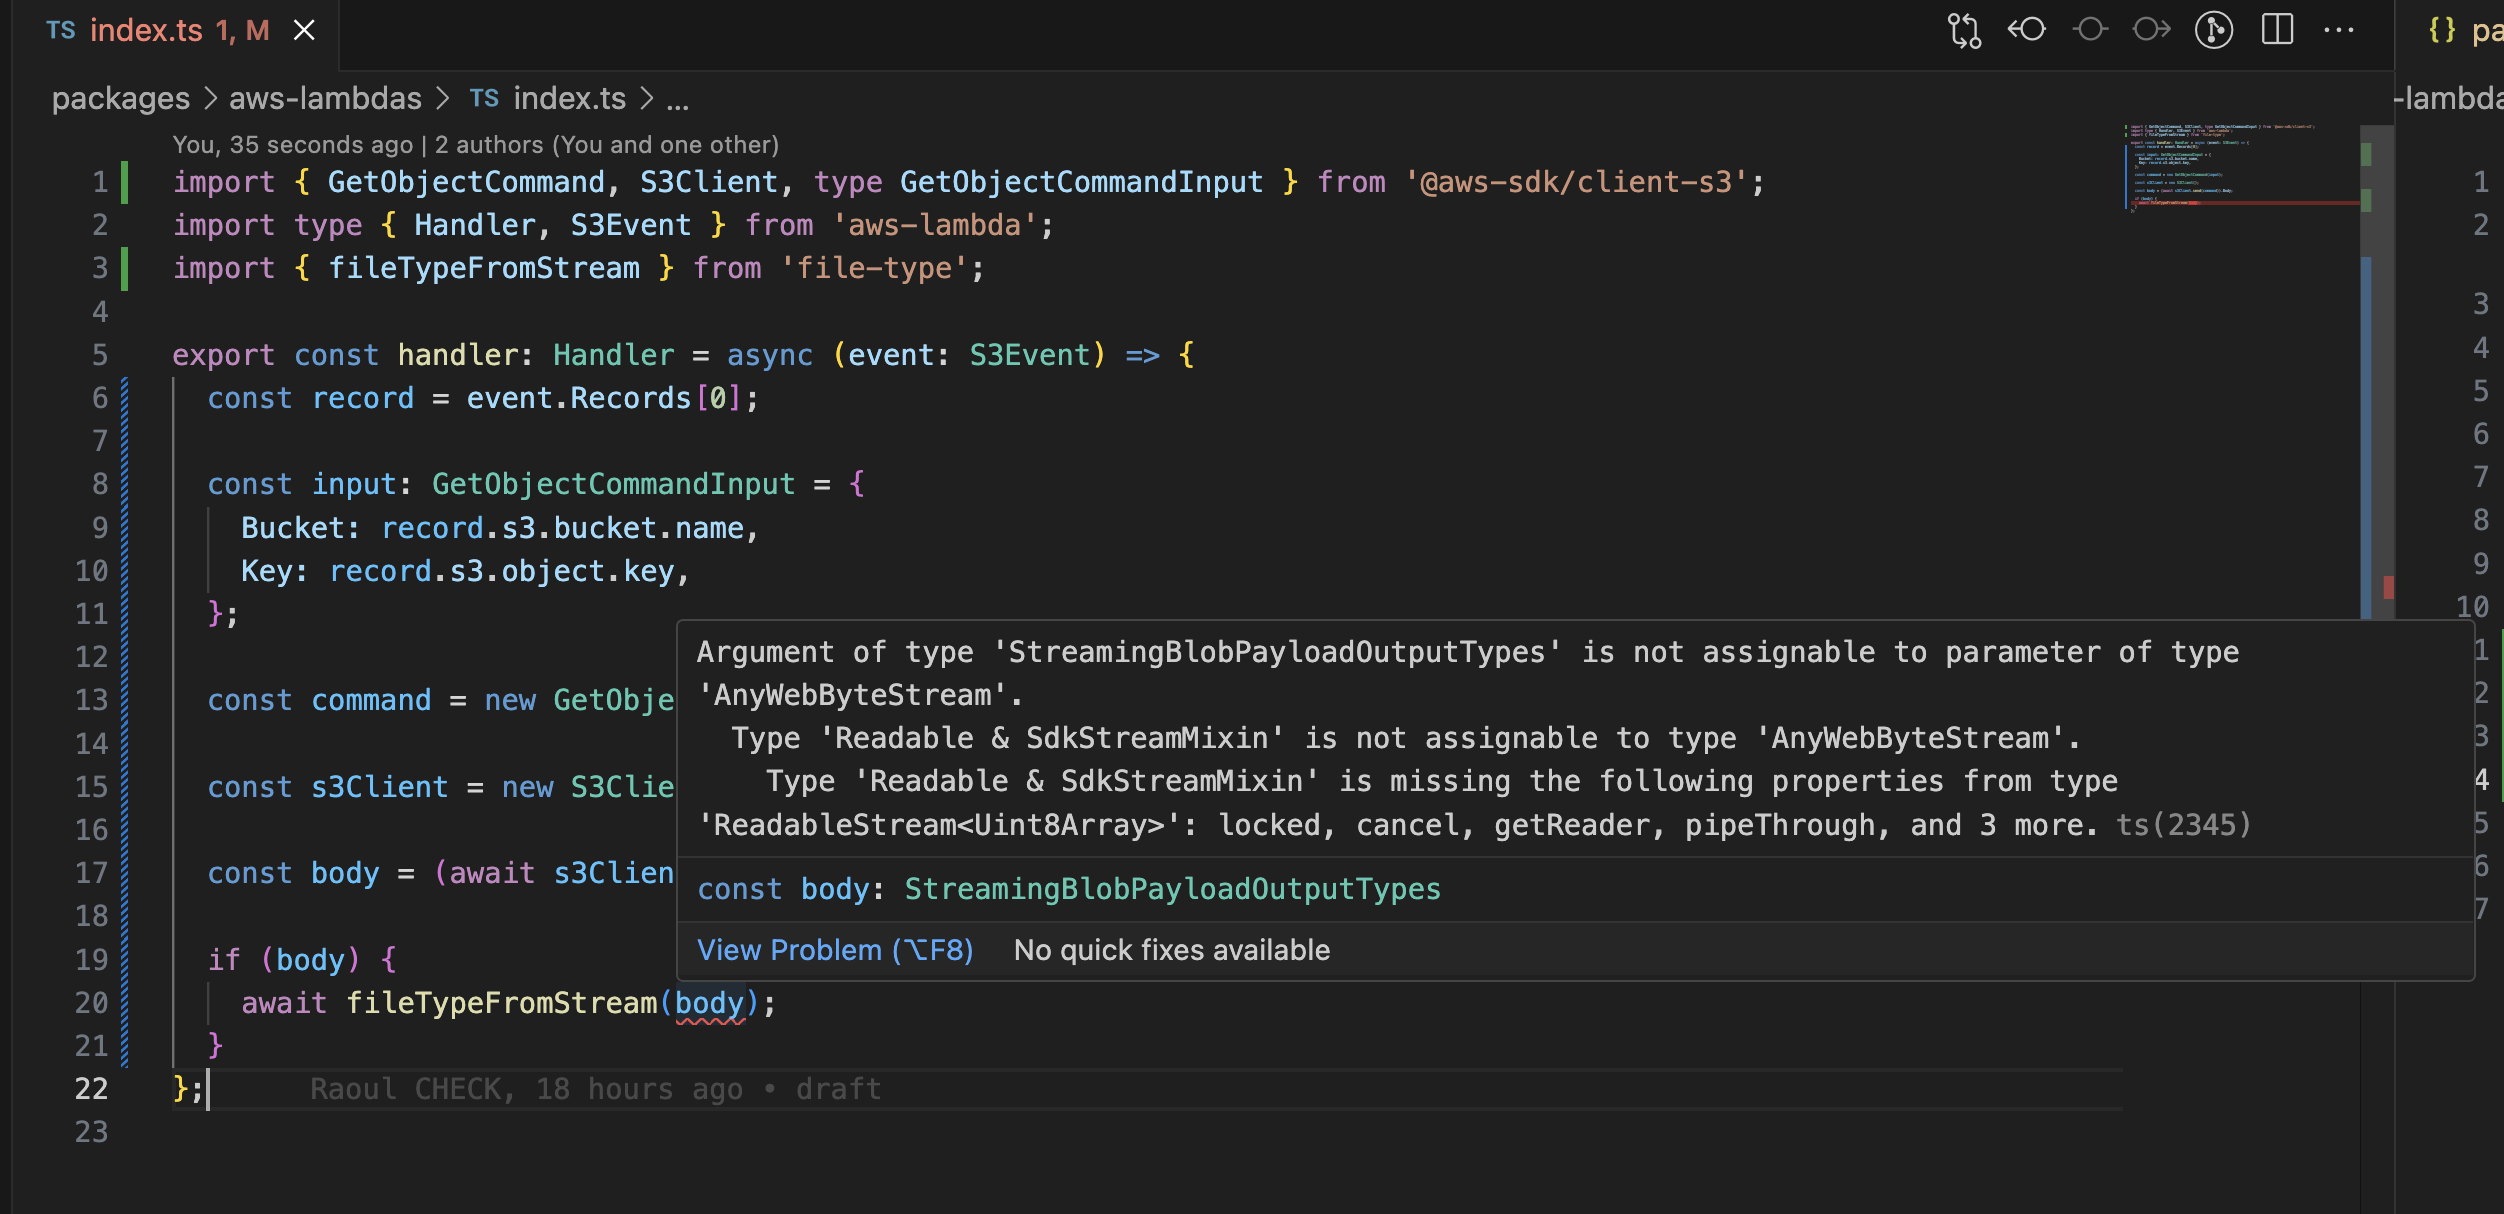 TS index.ts 1, M
{} pa
packages > aws-lambdas > TS index.ts > ...
-lambdas
You, 35 seconds ago | 2 authors (You and one other)
1 import { GetObjectCommand, S3Client, type GetObjectCommandInput } from '@aws-sdk/client-s3';
2 import type { Handler, S3Event } from 'aws-lambda';
3 import { fileTypeFromStream } from 'file-type';
4
5 export const handler: Handler = async (event: S3Event) => {
6 const record = event.Records[0];
7
8 const input: GetObjectCommandInput = {
9 Bucket: record.s3.bucket.name,
10 Key: record.s3.object.key,
11 };
12
13 const command = new GetObje
14
15 const s3Client = new S3Clie
16
17 const body = (await s3Clien
18
19 if (body) {
20 await fileTypeFromStream(body);
21 }
22 }; Raoul CHECK, 18 hours ago • draft
23
Argument of type 'StreamingBlobPayloadOutputTypes' is not assignable to parameter of type
'AnyWebByteStream'.
Type 'Readable & SdkStreamMixin' is not assignable to type 'AnyWebByteStream'.
Type 'Readable & SdkStreamMixin' is missing the following properties from type
'ReadableStream<Uint8Array>': locked, cancel, getReader, pipeThrough, and 3 more. ts(2345)
const body: StreamingBlobPayloadOutputTypes
View Problem (⌥F8) No quick fixes available
1
2
3
4
5
6
7
8
9
10
1
2
3
4
5
6
7